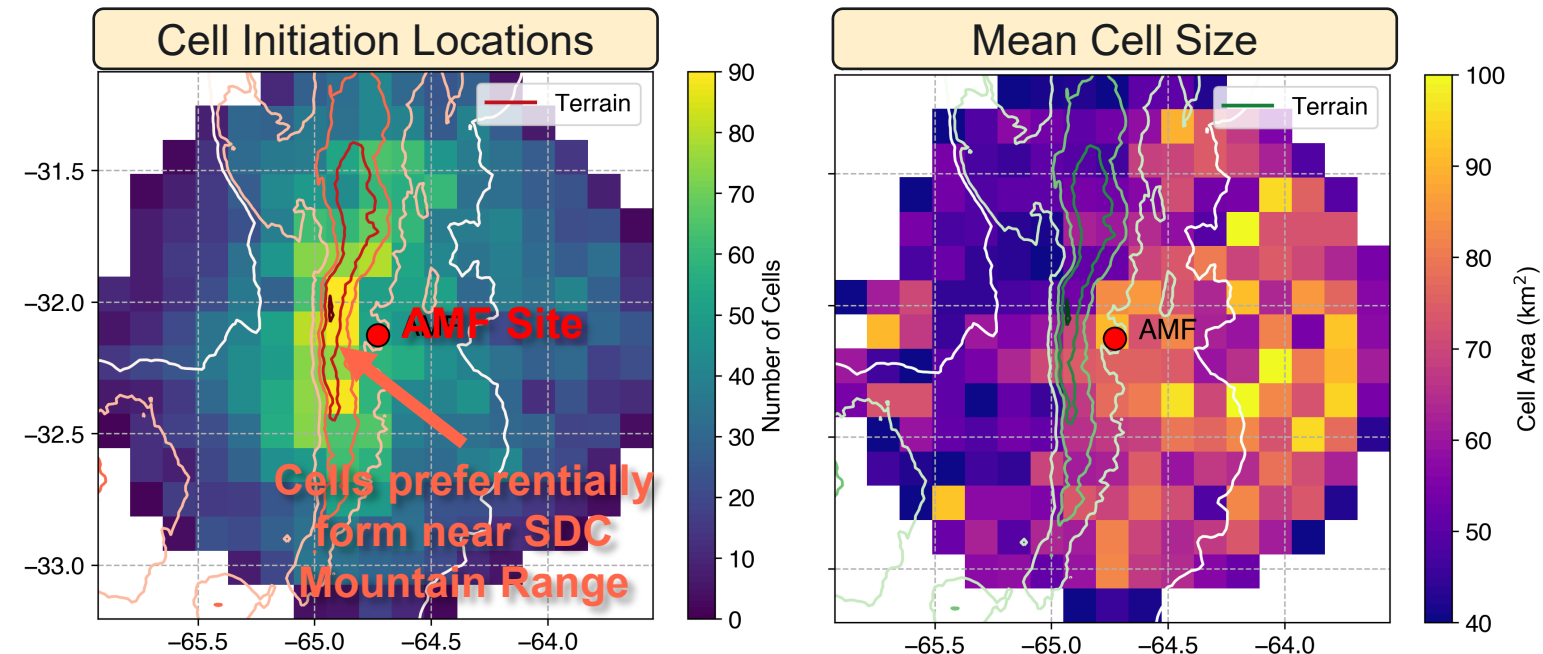 Cell Initiation Locations
Terrain
AMF
AMF Site
Cells preferentially
form near SDC
Mountain Range
−31.5
−32.0
−32.5
−33.0
−65.5
−65.0
−64.5
−64.0
90
80
70
60
50
40
30
20
10
0
Number of Cells
Mean Cell Size
Terrain
AMF
−65.5
−65.0
−64.5
−64.0
100
90
80
70
60
50
40
Cell Area (km²)